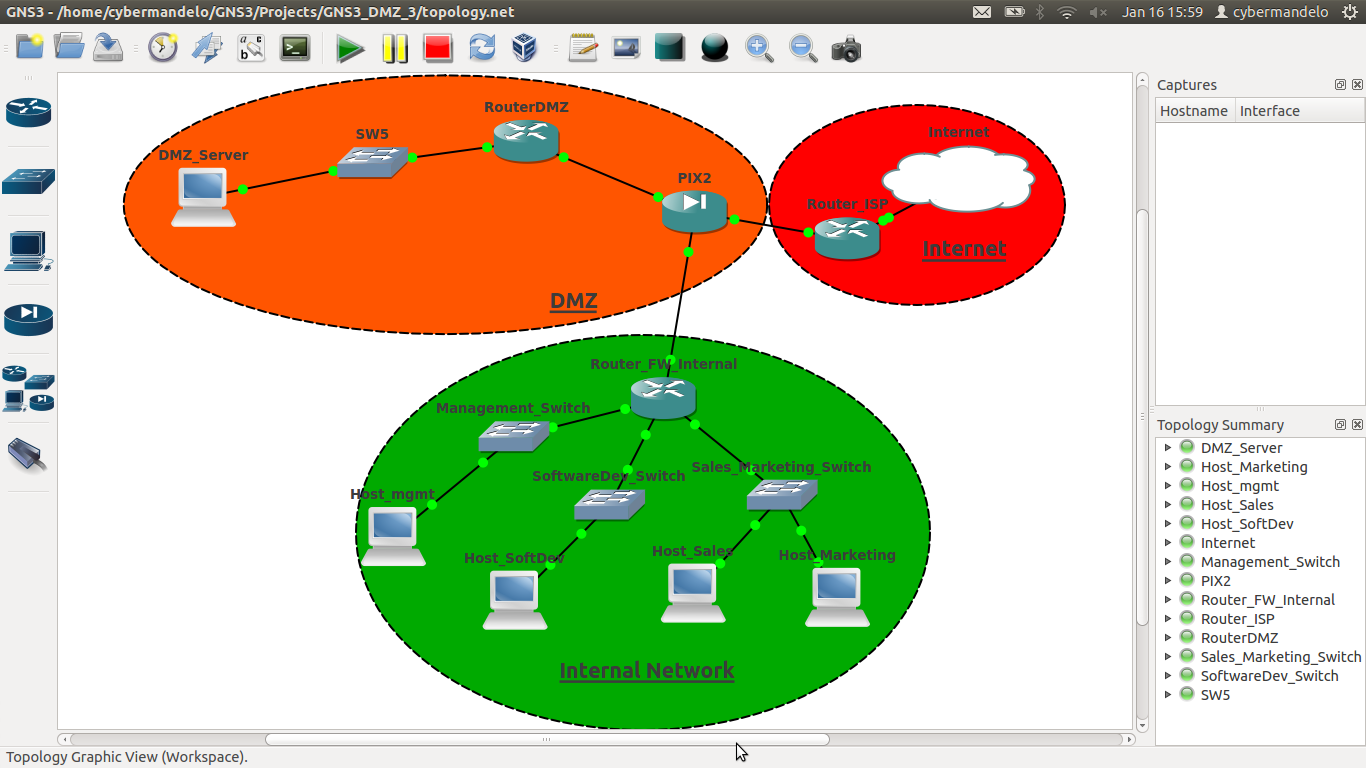 GNS3 - /home/cybermandelo/GNS3/Projects/GNS3_DMZ_3/topology.net
Jan 16 15:59
cybermandelo
a
b c
Captures
Hostname Interface
RouterDMZ
SW5
DMZ_Server
PIX2
DMZ
Internet
Router_ISP
Internet
Router_FW_Internal
Management_Switch
SoftwareDev_Switch
Sales_Marketing_Switch
Host_mgmt
Host_SoftDev
Host_Sales
Host_Marketing
Internal Network
Topology Summary
DMZ_Server
Host_Marketing
Host_mgmt
Host_Sales
Host_SoftDev
Internet
Management_Switch
PIX2
Router_FW_Internal
Router_ISP
RouterDMZ
Sales_Marketing_Switch
SoftwareDev_Switch
SW5
Topology Graphic View (Workspace).